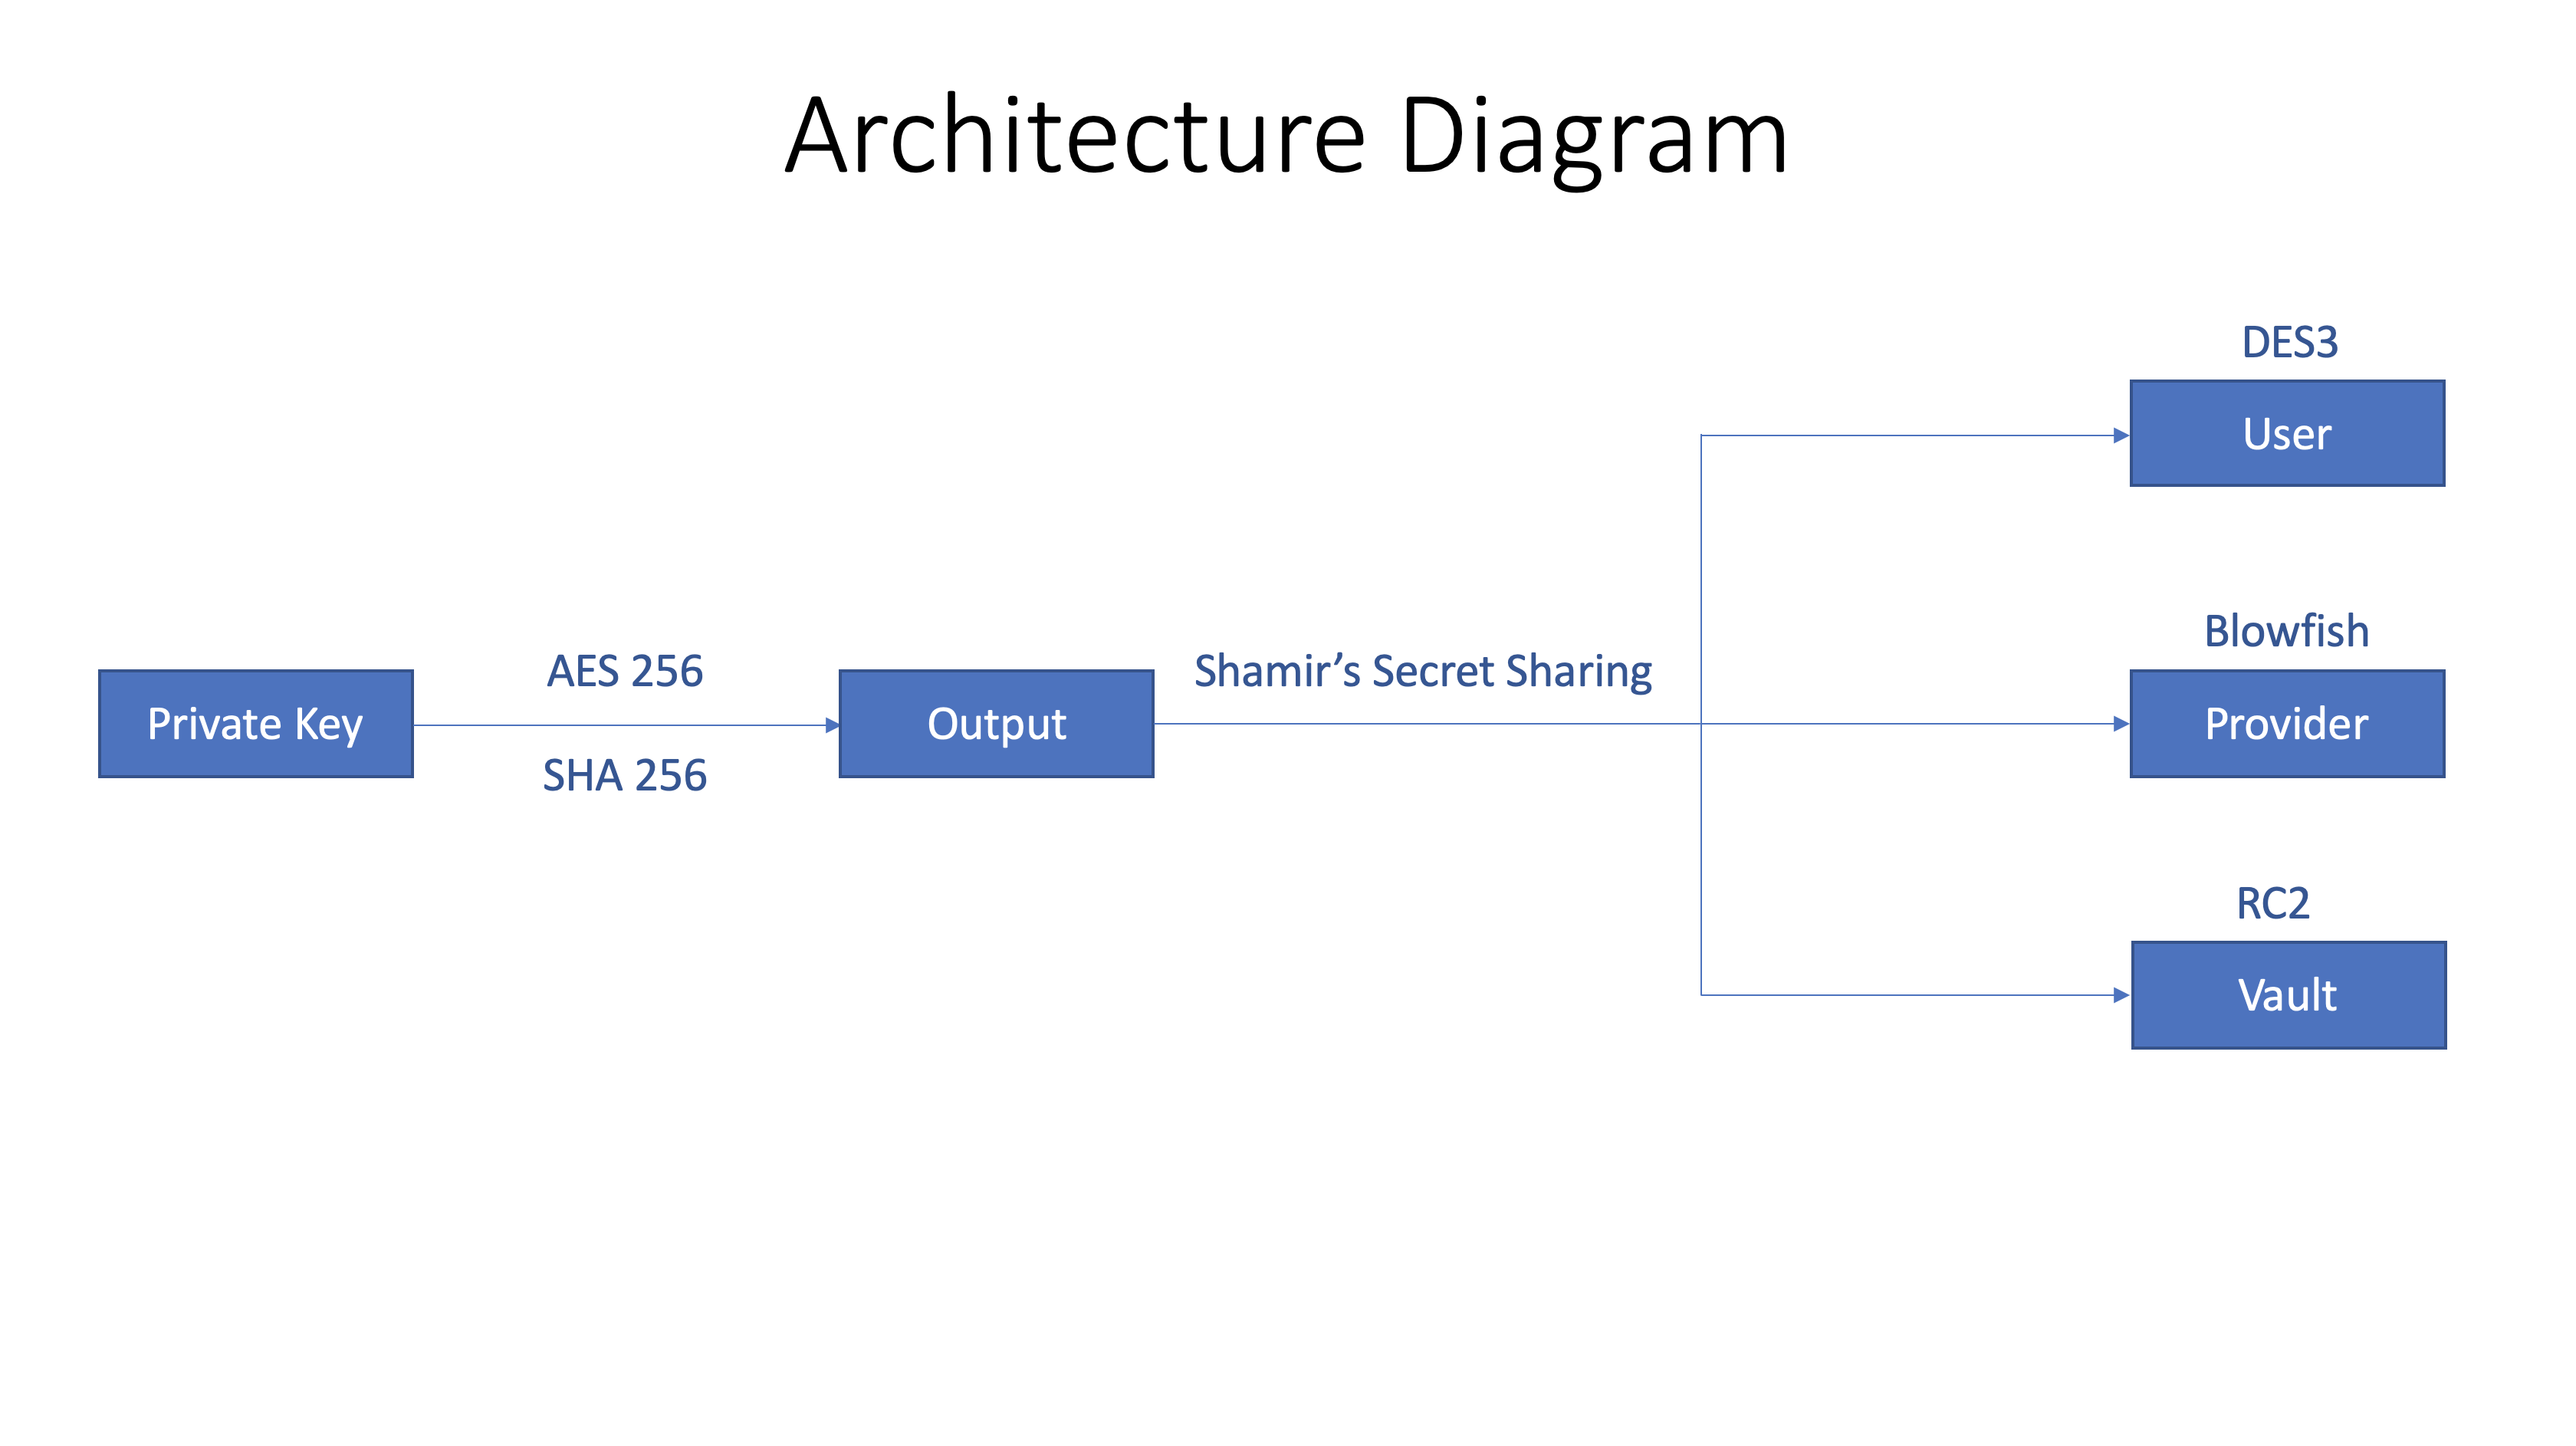 Architecture Diagram
DES3
User
Blowfish
AES 256
Shamir’s Secret Sharing
Private Key
Output
Provider
SHA 256
RC2
Vault